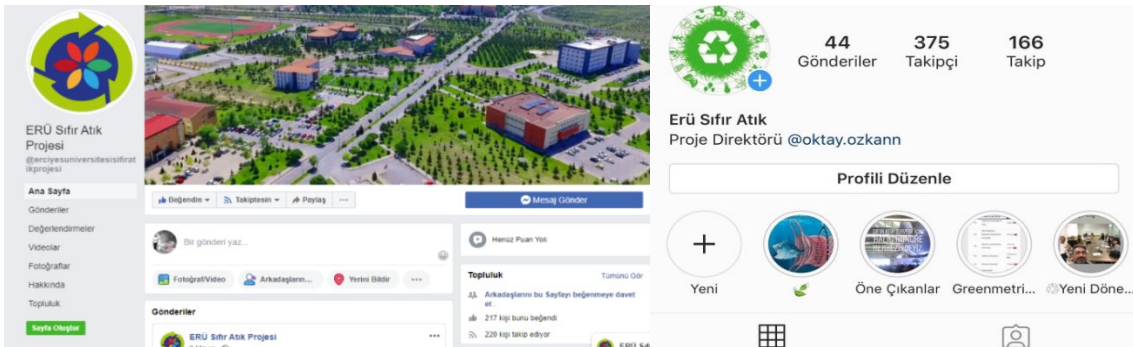 ERÜ Sıfır Atık
Projesi
@erciyesuniversitesisifirat
ikprojesi
Ana Sayfa
Gönderiler
Değerlendirmeler
Videolar
Fotoğraflar
Hakkında
Topluluk
Sayfa Oluştur
Beğendin
Takiptesin
Paylaş
Mesaj Gönder
Bir gönderi yaz...
Fotoğraf/Video
Arkadaşların...
Yerini Bildir
Gönderiler
ERÜ Sıfır Atık Projesi
Henüz Puan Yok
Topluluk
Tümünü Gör
Arkadaşlarını bu Sayfayı beğenmeye davet
et
217 kişi bunu beğendi
220 kişi takip ediyor
44 375 166
Gönderiler Takipçi Takip
Erü Sıfır Atık
Proje Direktörü @oktay.ozkann
Profili Düzenle
Yeni
Öne Çıkanlar
Greenmetri...
Yeni Döne...